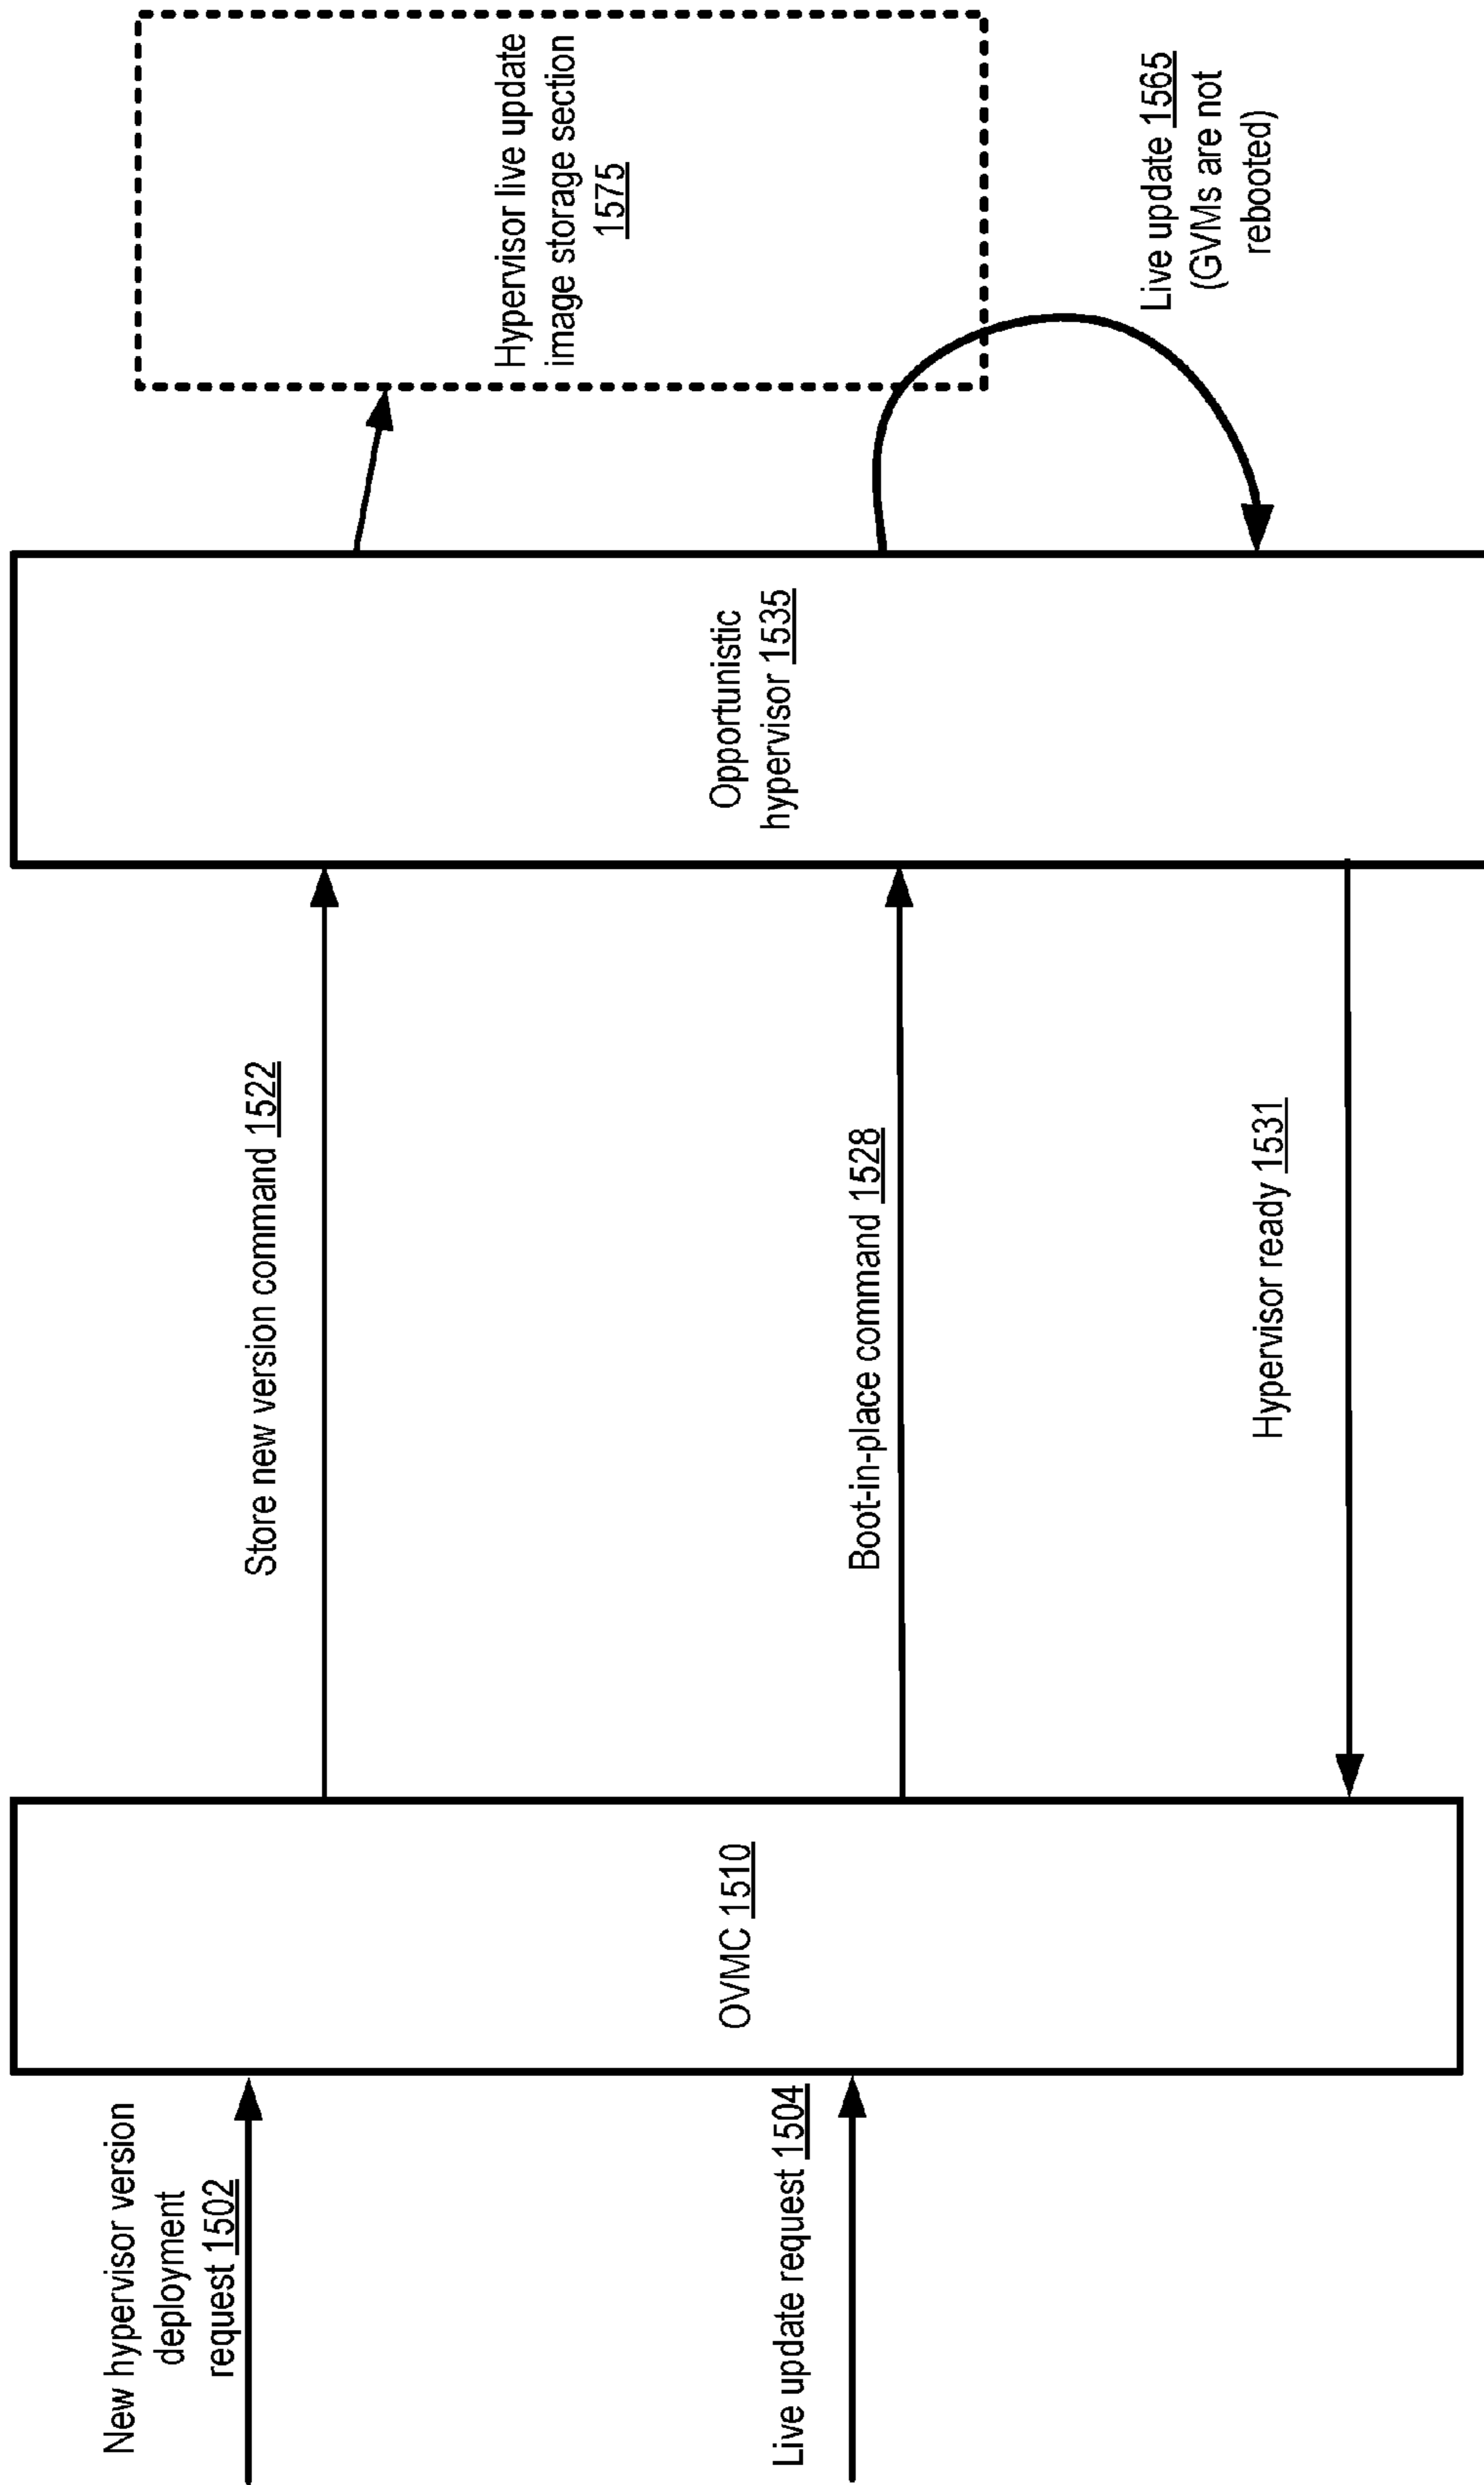 New hypervisor version
deployment
request 1502
Live update request 1504
OVMC 1510
Store new version command 1522
Boot-in-place command 1528
Hypervisor ready 1531
Opportunistic
hypervisor 1535
Hypervisor live update
image storage section
1575
Live update 1565
(GVMs are not
rebooted)